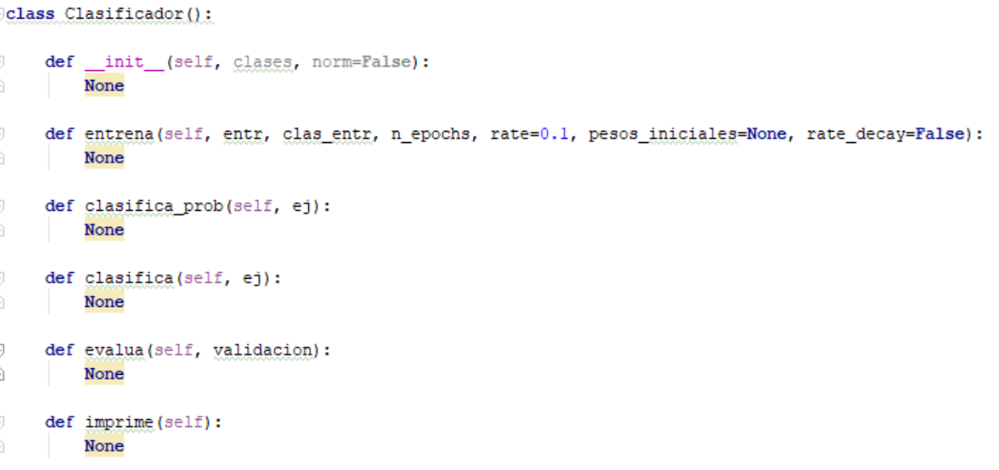 class Clasificador():
def __init__(self, clases, norm=False):
None
def entrena(self, entr, clas_entr, n_epochs, rate=0.1, pesos_iniciales=None, rate_decay=False):
None
def clasifica_prob(self, ej):
None
def clasifica(self, ej):
None
def evalua(self, validacion):
None
def imprime(self):
None